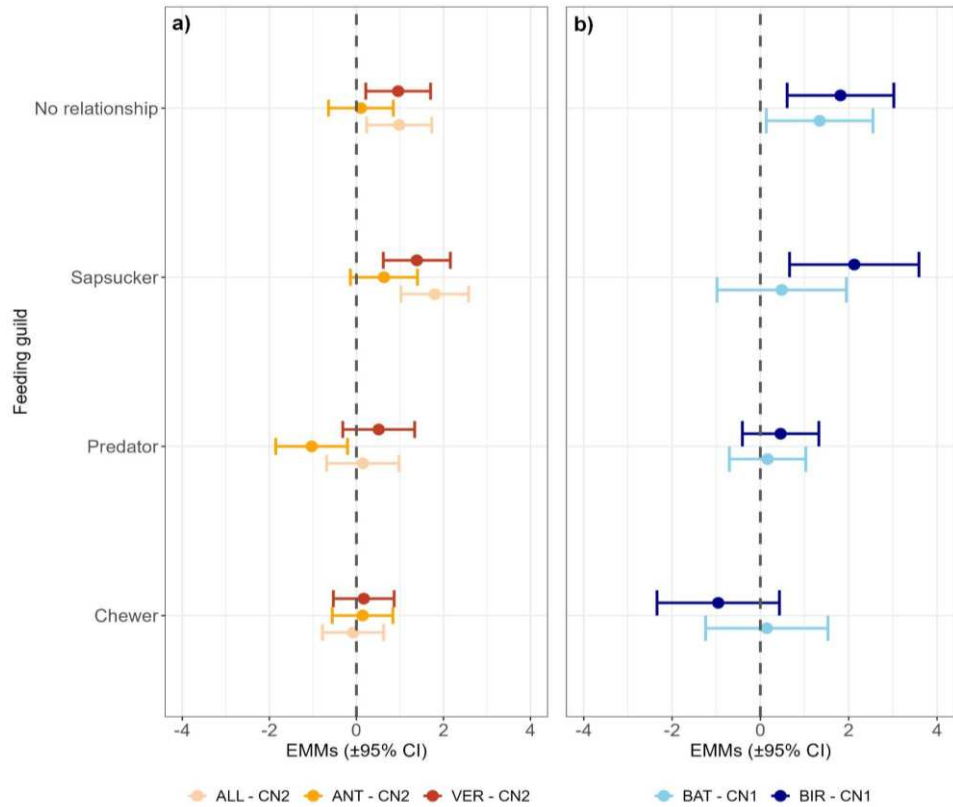 a)
b)
No relationship
Sapsucker
Predator
Chewer
Feeding guild
-4 -2 0 2 4
-4 -2 0 2 4
EMMs (±95% CI)
EMMs (±95% CI)
ALL - CN2 ANT - CN2 VER - CN2
BAT - CN1 BIR - CN1